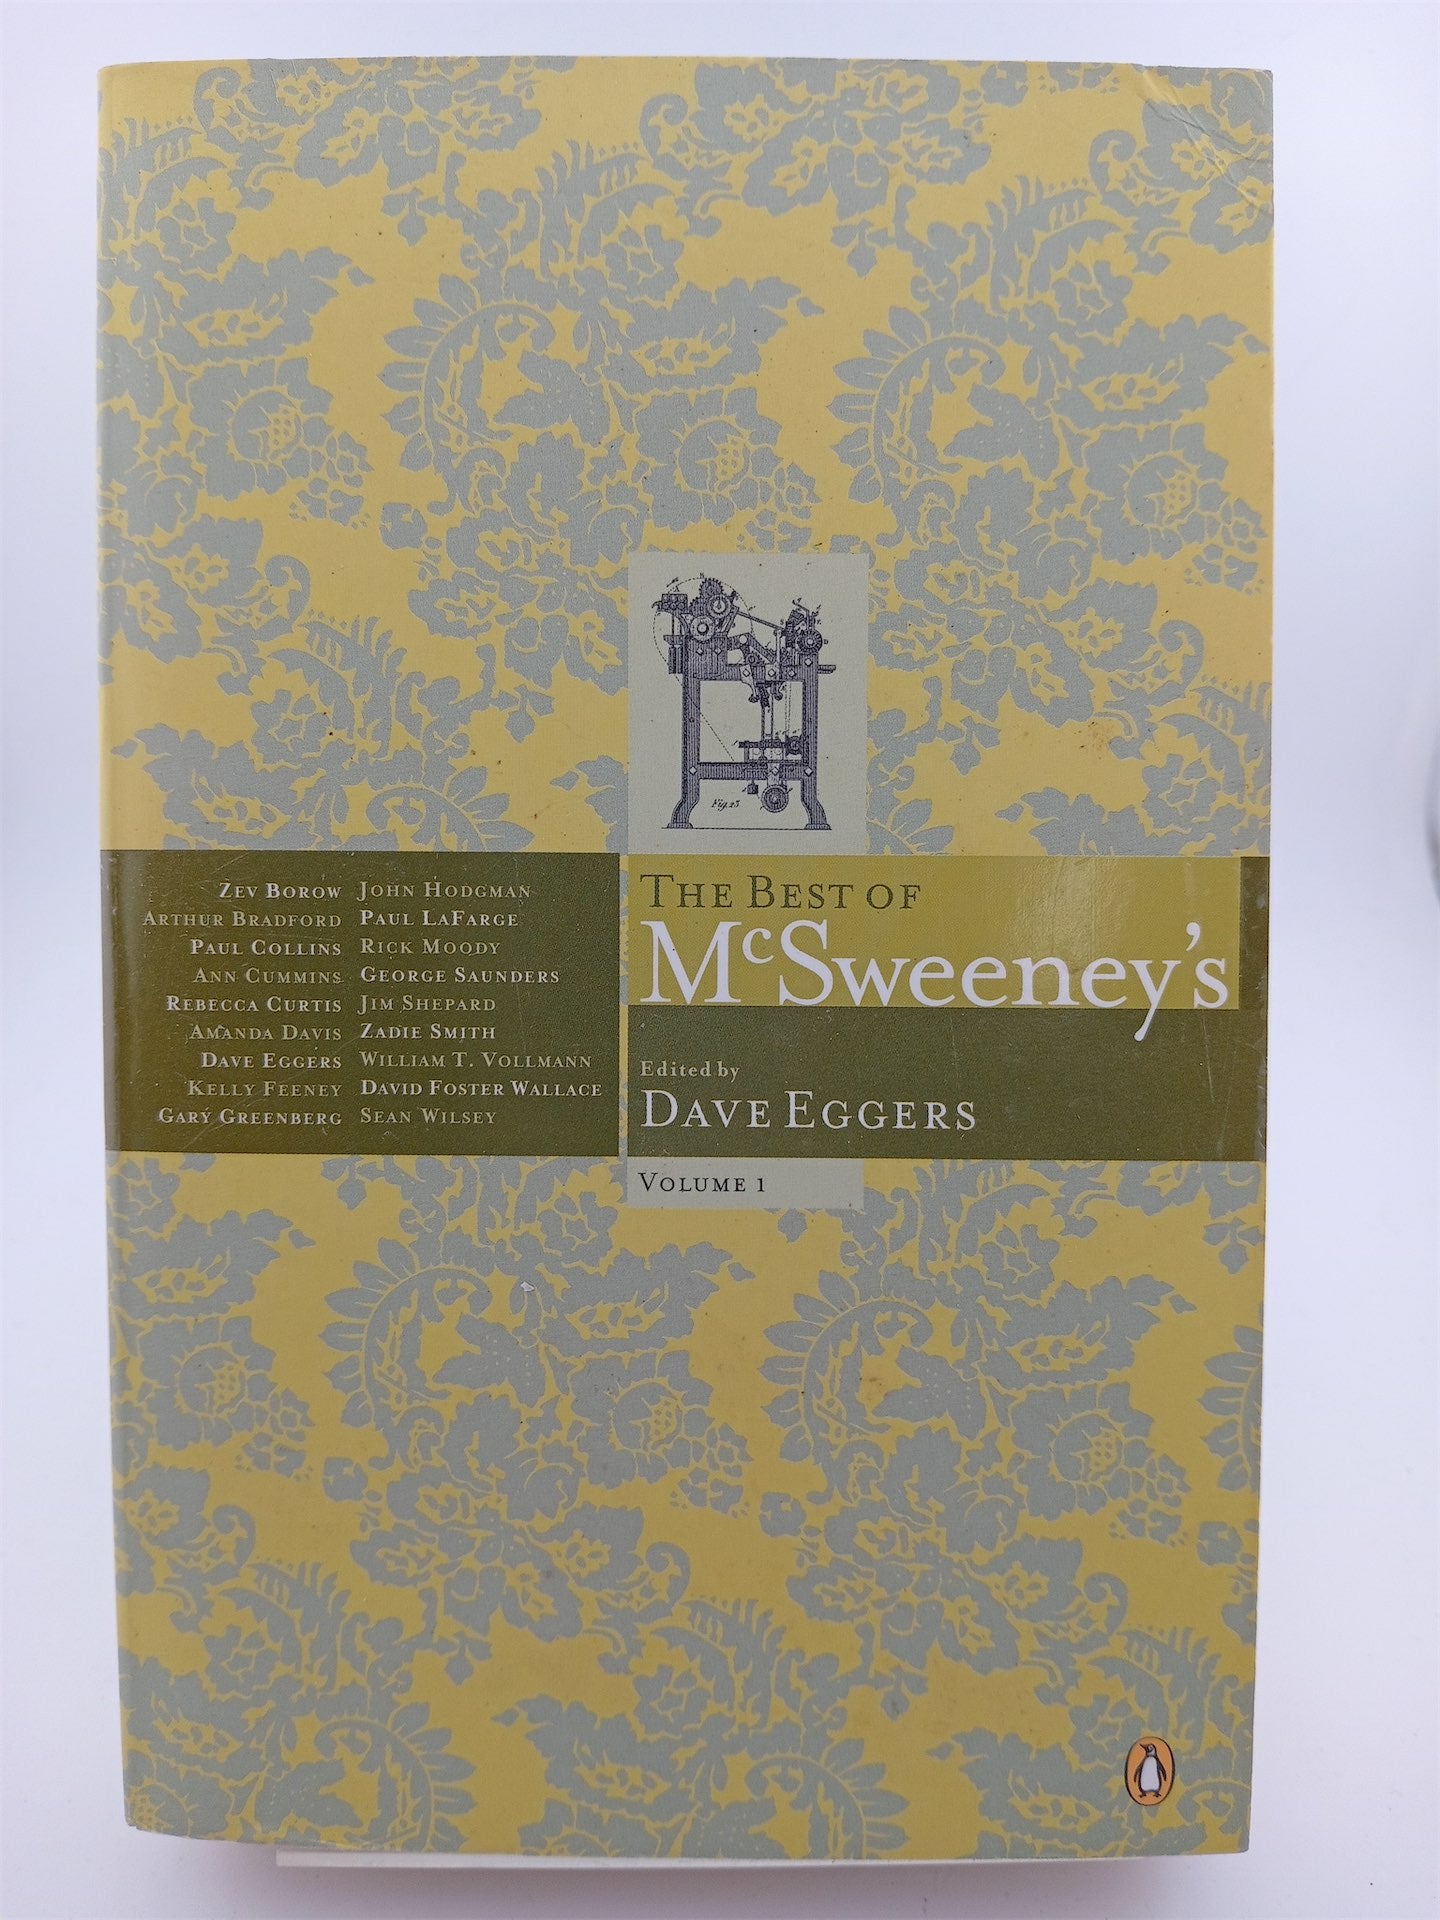 Fig. 23
ZEV BOROW JOHN HODGMAN
ARTHUR BRADFORD PAUL LAFARGE
PAUL COLLINS RICK MOODY
ANN CUMMINS GEORGE SAUNDERS
REBECCA CURTIS JIM SHEPARD
AMANDA DAVIS ZADIE SMITH
DAVE EGGERS WILLIAM T. VOLLMANN
KELLY FEENEY DAVID FOSTER WALLACE
GARY GREENBERG SEAN WILSEY
THE BEST OF
McSweeney's
Edited by
DAVE EGGERS
VOLUME 1